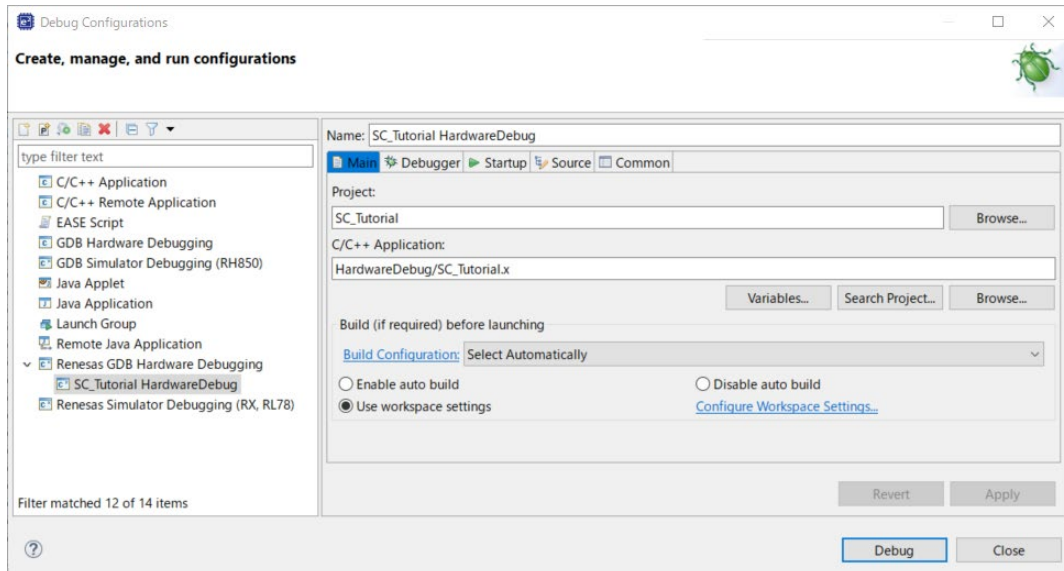 Debug Configurations
Create, manage, and run configurations
type filter text
C/C++ Application
C/C++ Remote Application
EASE Script
GDB Hardware Debugging
GDB Simulator Debugging (RH850)
Java Applet
Java Application
Launch Group
Remote Java Application
Renesas GDB Hardware Debugging
SC_Tutorial HardwareDebug
Renesas Simulator Debugging (RX, RL78)
Filter matched 12 of 14 items
Name: SC_Tutorial HardwareDebug
Main Debugger Startup Source Common
Project:
SC_Tutorial Browse...
C/C++ Application:
HardwareDebug/SC_Tutorial.x
Variables... Search Project... Browse...
Build (if required) before launching
Build Configuration: Select Automatically
Enable auto build Disable auto build
Use workspace settings Configure Workspace Settings...
Revert Apply
Debug Close